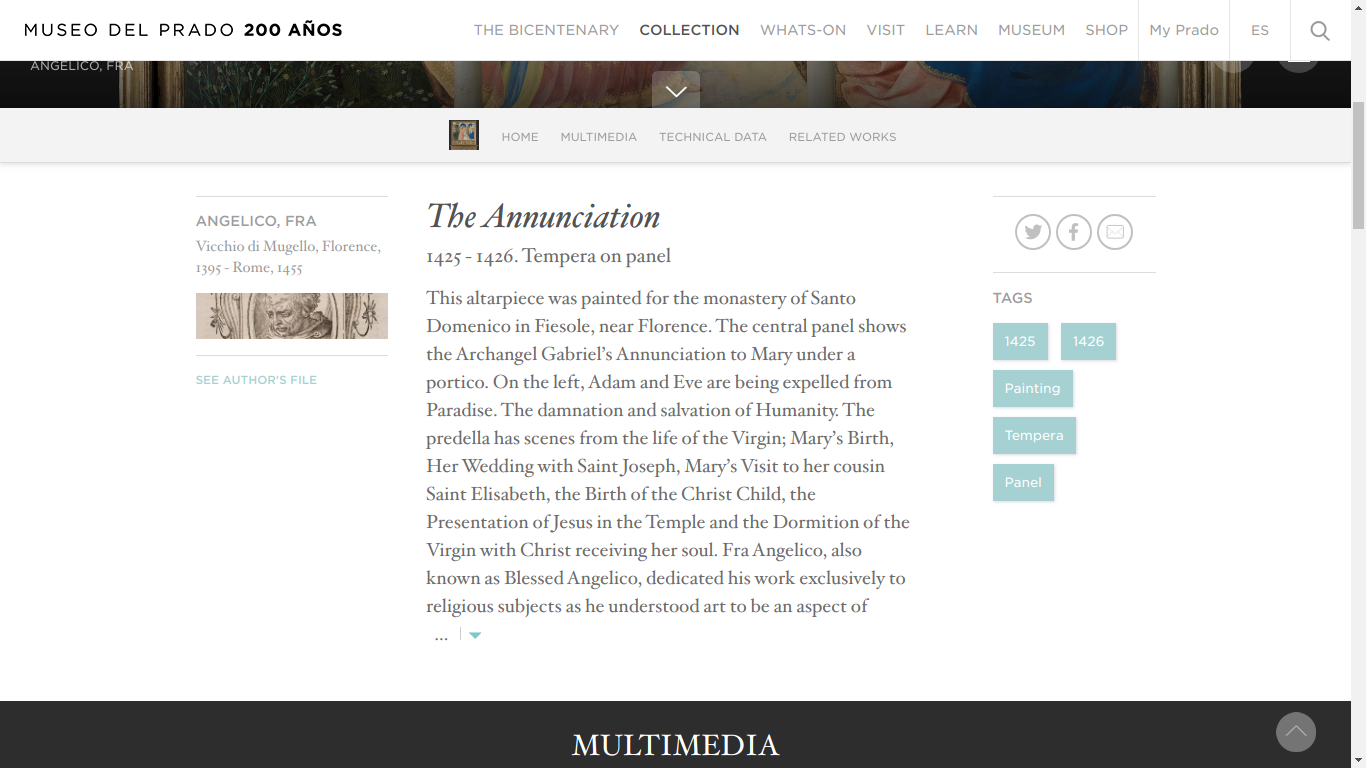 MUSEO DEL PRADO 200 AÑOS
THE BICENTENARY COLLECTION WHATS-ON VISIT LEARN MUSEUM SHOP My Prado ES
ANGELICO, FRA
HOME MULTIMEDIA TECHNICAL DATA RELATED WORKS
ANGELICO, FRA
Vicchio di Mugello, Florence,
1395 - Rome, 1455
SEE AUTHOR'S FILE
The Annunciation
1425 - 1426. Tempera on panel
This altarpiece was painted for the monastery of Santo
Domenico in Fiesole, near Florence. The central panel shows
the Archangel Gabriel’s Annunciation to Mary under a
portico. On the left, Adam and Eve are being expelled from
Paradise. The damnation and salvation of Humanity. The
predella has scenes from the life of the Virgin; Mary’s Birth,
Her Wedding with Saint Joseph, Mary’s Visit to her cousin
Saint Elisabeth, the Birth of the Christ Child, the
Presentation of Jesus in the Temple and the Dormition of the
Virgin with Christ receiving her soul. Fra Angelico, also
known as Blessed Angelico, dedicated his work exclusively to
religious subjects as he understood art to be an aspect of
...
TAGS
1425 1426
Painting
Tempera
Panel
MULTIMEDIA